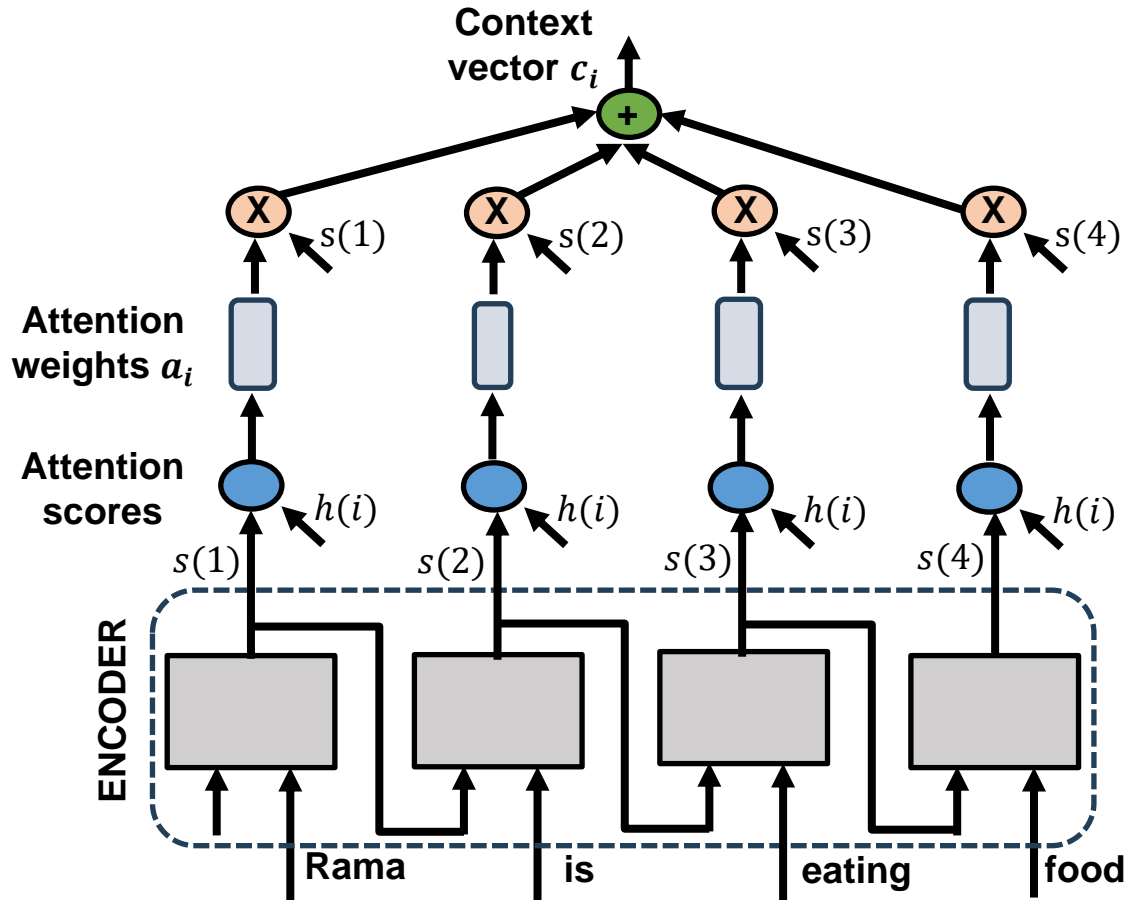 Context
vector c_i
+
X X X X
s(1) s(2) s(3) s(4)
Attention
weights a_i
Attention
scores
h(i) h(i) h(i) h(i)
s(1) s(2) s(3) s(4)
ENCODER
Rama is eating food